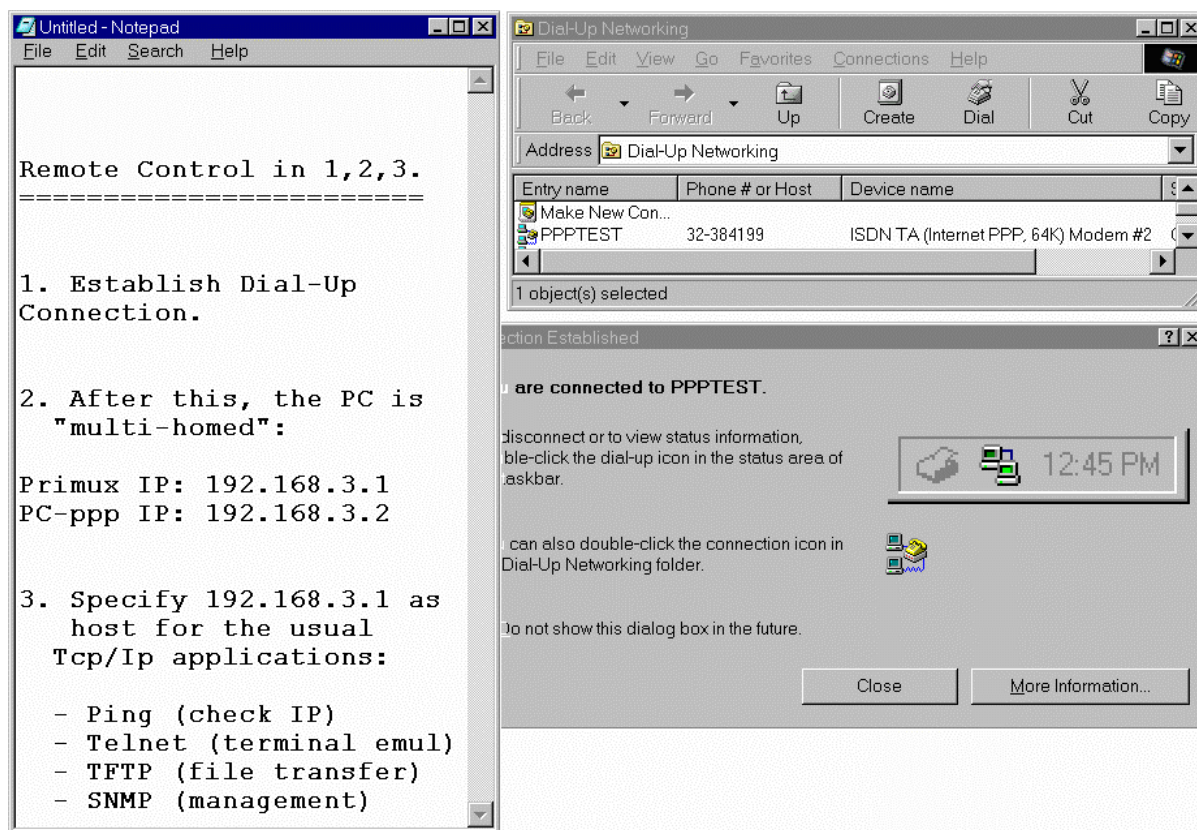 Untitled - Notepad
File Edit Search Help
Remote Control in 1,2,3.
========================
1. Establish Dial-Up
Connection.
2. After this, the PC is
"multi-homed":
Primux IP: 192.168.3.1
PC-ppp IP: 192.168.3.2
3. Specify 192.168.3.1 as
host for the usual
Tcp/Ip applications:
- Ping (check IP)
- Telnet (terminal emul)
- TFTP (file transfer)
- SNMP (management)
Dial-Up Networking
File Edit View Go Favorites Connections Help
Back Forward Up Create Dial Cut Copy
Address Dial-Up Networking
Entry name Phone # or Host Device name
Make New Con...
PPPTEST 32-384199 ISDN TA (Internet PPP, 64K) Modem #2
1 object(s) selected
ection Established
are connected to PPPTEST.
disconnect or to view status information,
ble-click the dial-up icon in the status area of
askbar.
12:45 PM
can also double-click the connection icon in
Dial-Up Networking folder.
Do not show this dialog box in the future.
Close More Information...